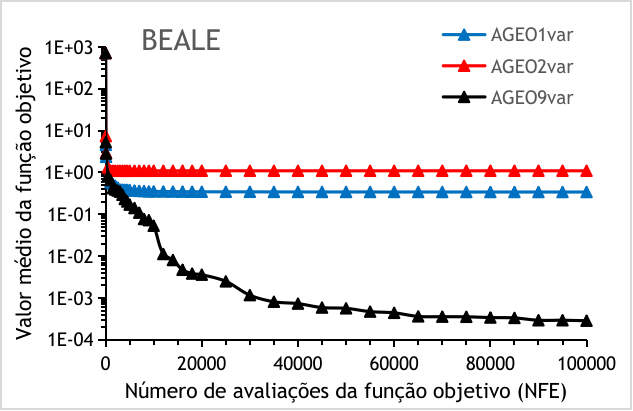 BEALE
AGEO1var
AGEO2var
AGEO9var
Valor médio da função objetivo
1E+03
1E+02
1E+01
1E+00
1E-01
1E-02
1E-03
1E-04
0 20000 40000 60000 80000 100000
Número de avaliações da função objetivo (NFE)